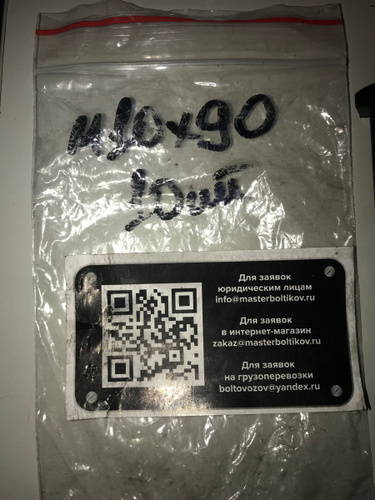 М10х90
10шт
Для заявок
юридическим лицам
info@masterboltikov.ru
Для заявок
в интернет-магазин
zakaz@masterboltikov.ru
Для заявок
на грузоперевозки
boltovozov@yandex.ru